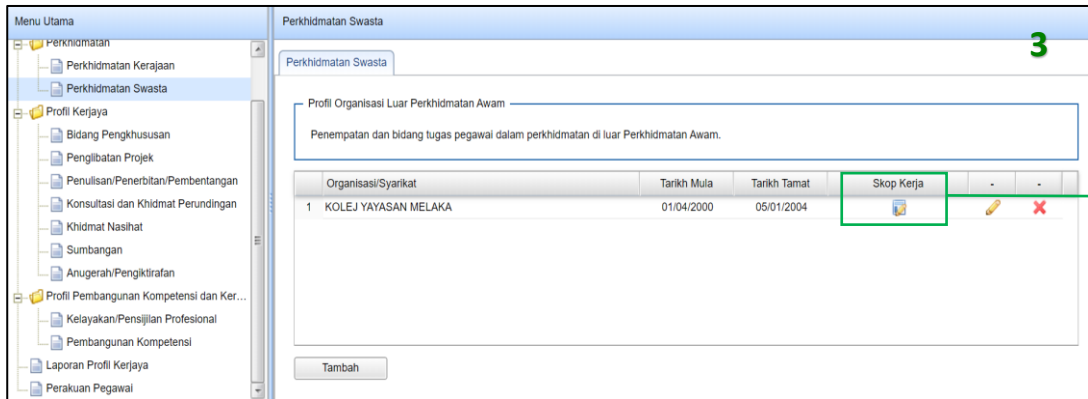 Menu Utama
Perkhidmatan
Perkhidmatan Kerajaan
Perkhidmatan Swasta
Profil Kerjaya
Bidang Pengkhususan
Penglibatan Projek
Penulisan/Penerbitan/Pembentangan
Konsultasi dan Khidmat Perundingan
Khidmat Nasihat
Sumbangan
Anugerah/Pengiktirafan
Profil Pembangunan Kompetensi dan Ker...
Kelayakan/Pensijilan Profesional
Pembangunan Kompetensi
Laporan Profil Kerjaya
Perakuan Pegawai
Perkhidmatan Swasta
3
Perkhidmatan Swasta
Profil Organisasi Luar Perkhidmatan Awam
Penempatan dan bidang tugas pegawai dalam perkhidmatan di luar Perkhidmatan Awam.
Organisasi/Syarikat Tarikh Mula Tarikh Tamat Skop Kerja - -
1 KOLEJ YAYASAN MELAKA 01/04/2000 05/01/2004
Tambah